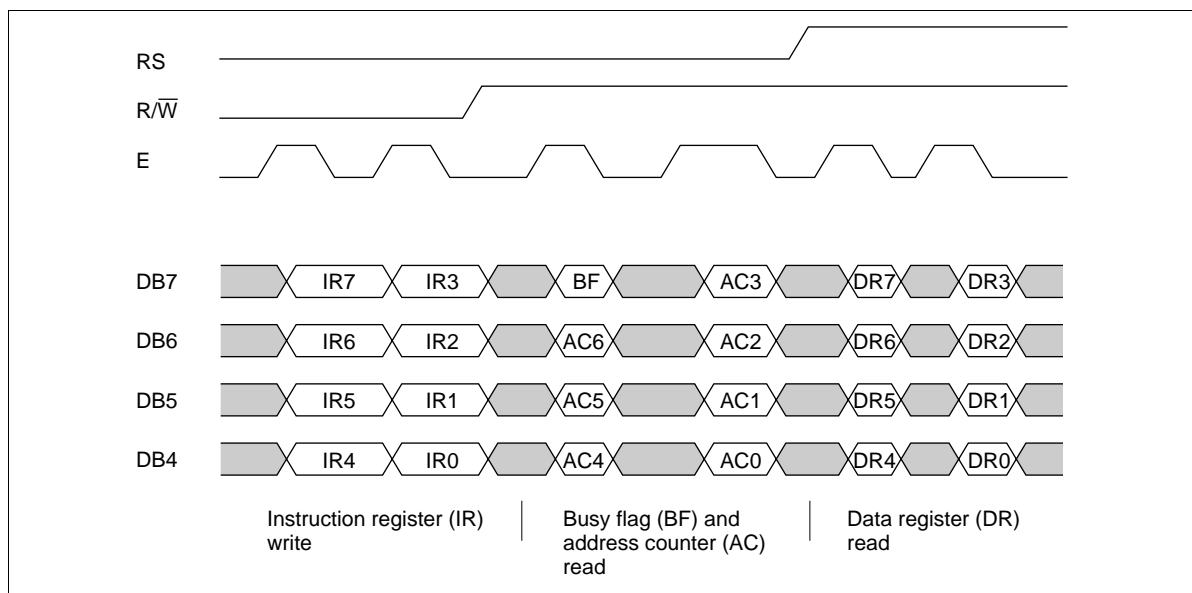 RS
R/W̅
E
DB7 IR7 IR3 BF AC3 DR7 DR3
DB6 IR6 IR2 AC6 AC2 DR6 DR2
DB5 IR5 IR1 AC5 AC1 DR5 DR1
DB4 IR4 IR0 AC4 AC0 DR4 DR0
Instruction register (IR)
write
Busy flag (BF) and
address counter (AC)
read
Data register (DR)
read